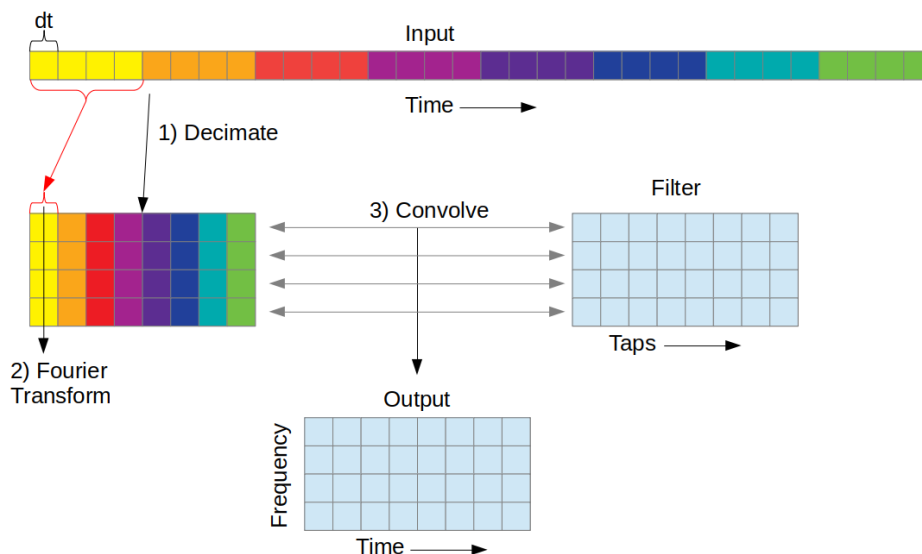 dt
Input
Time
1) Decimate
Filter
3) Convolve
Taps
2) Fourier
Transform
Output
Frequency
Time